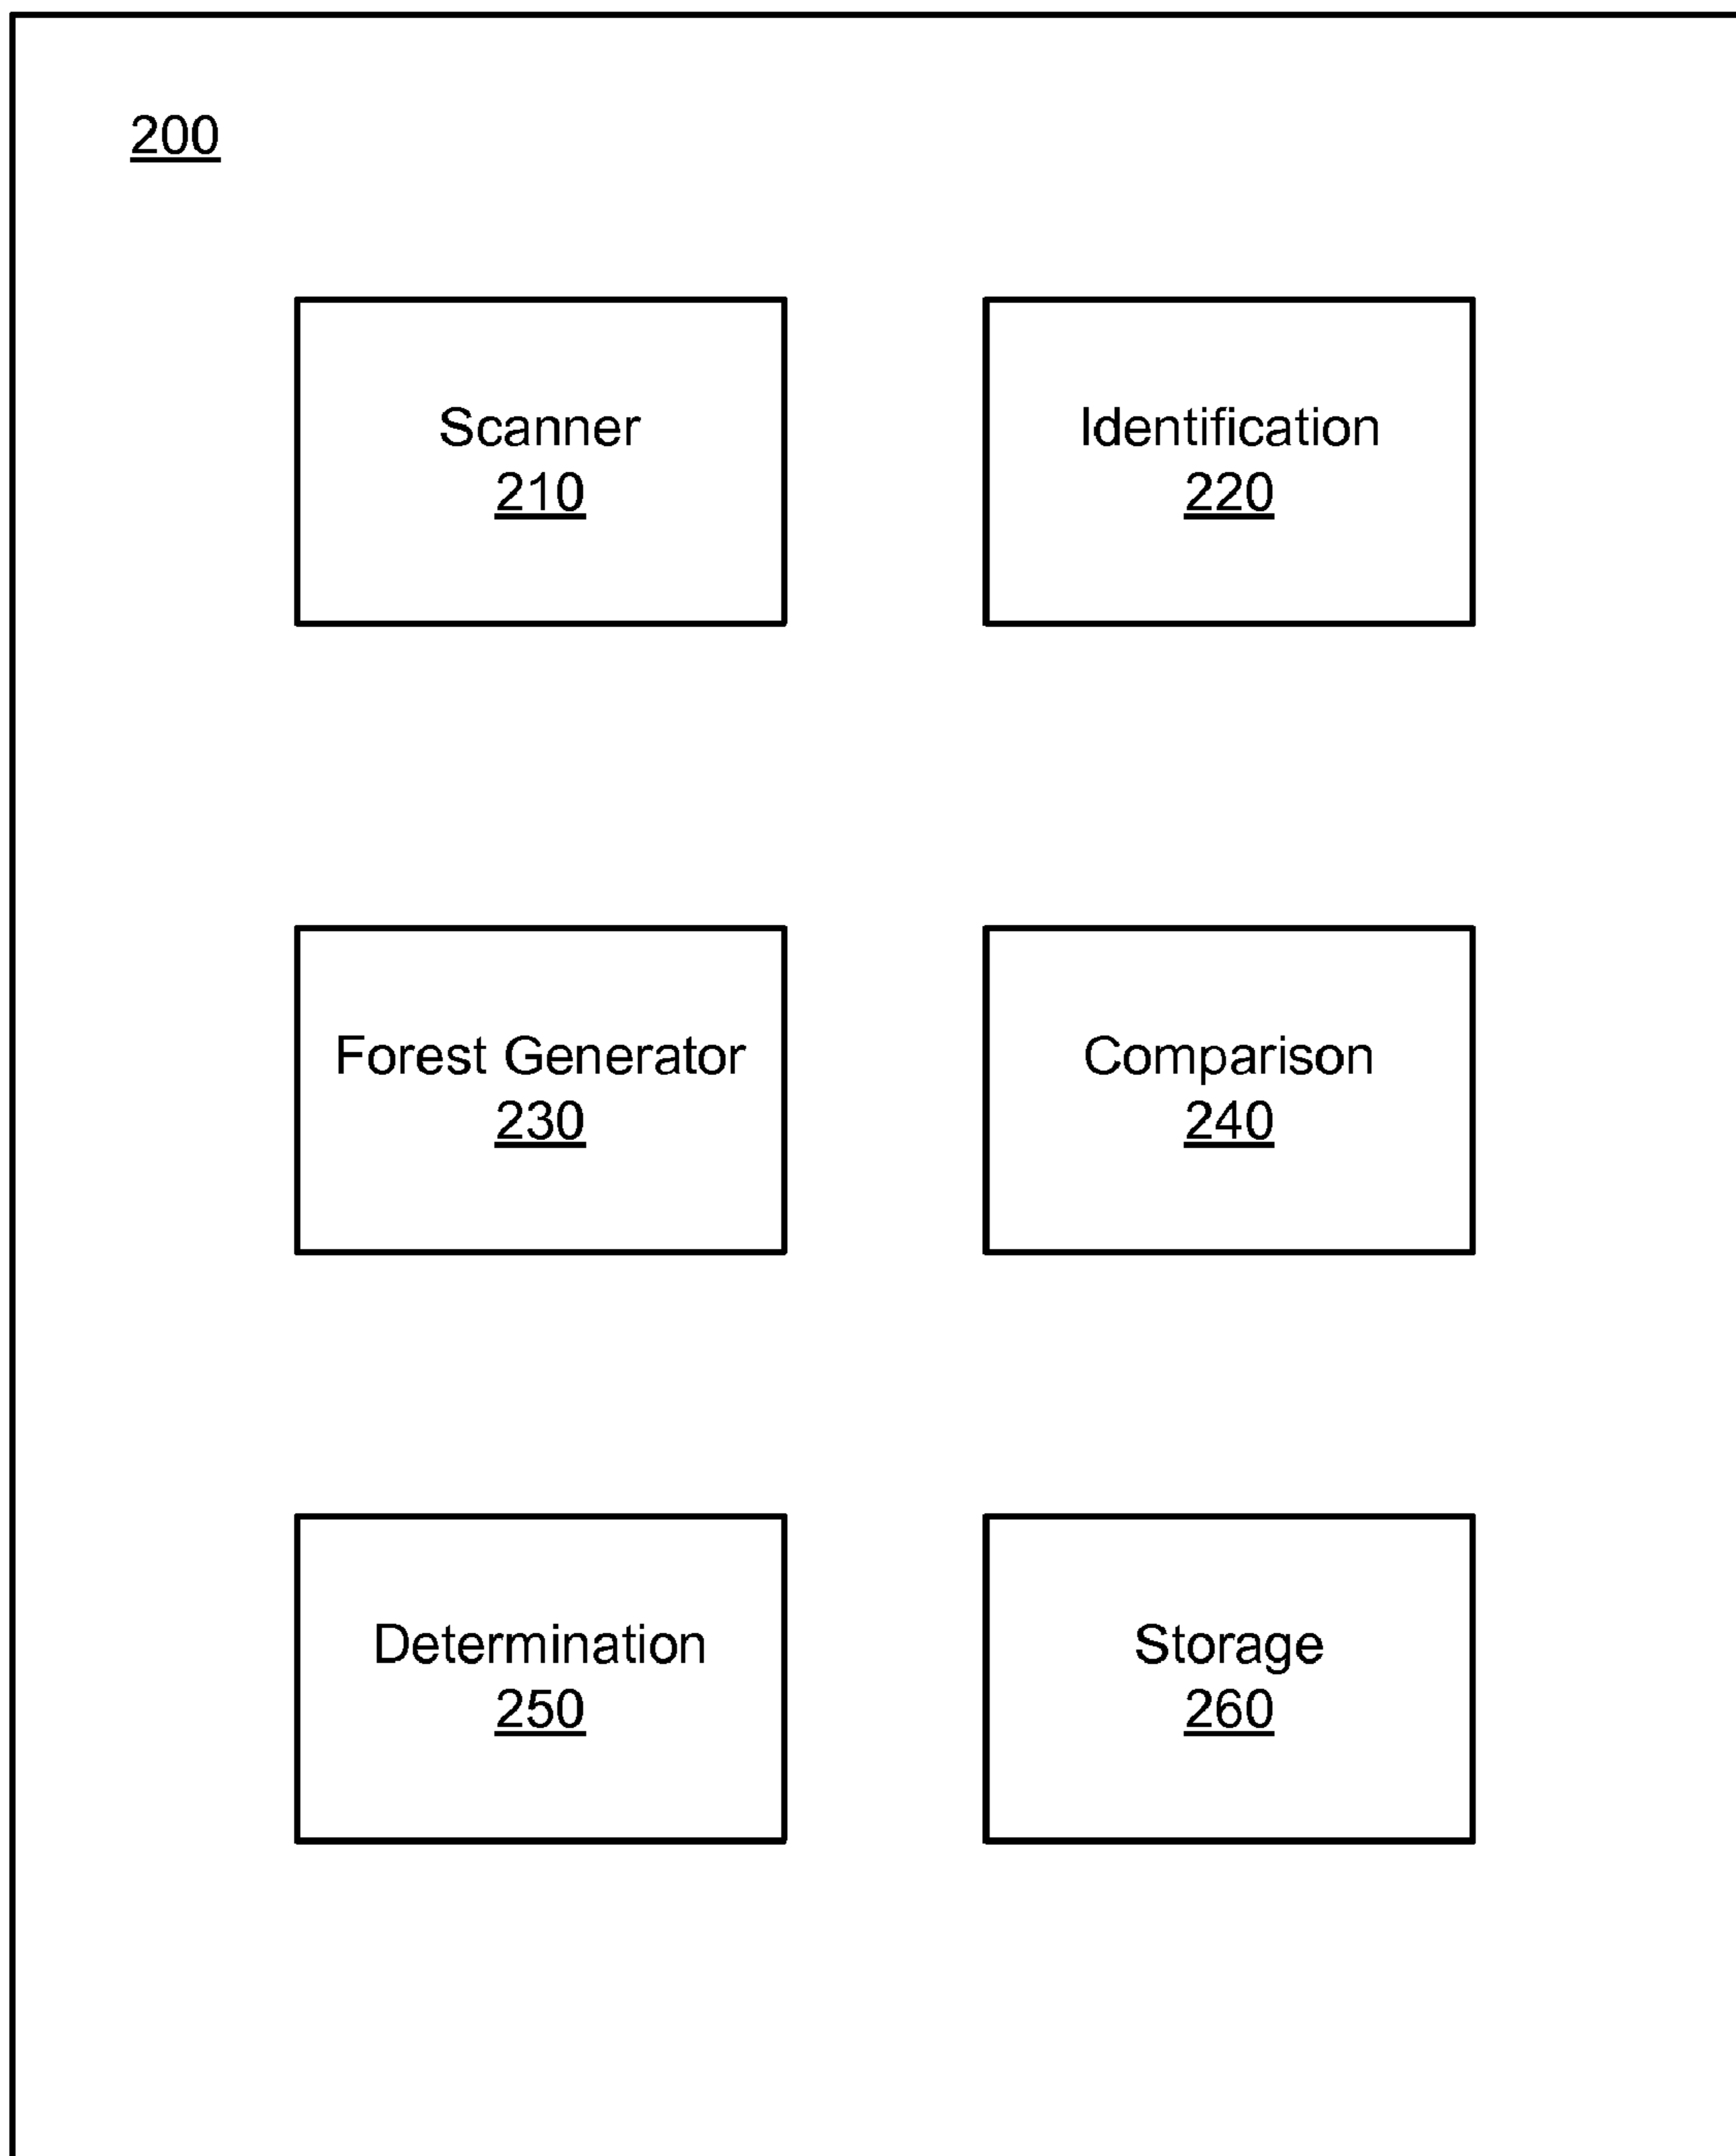 200
Scanner
210
Identification
220
Forest Generator
230
Comparison
240
Determination
250
Storage
260